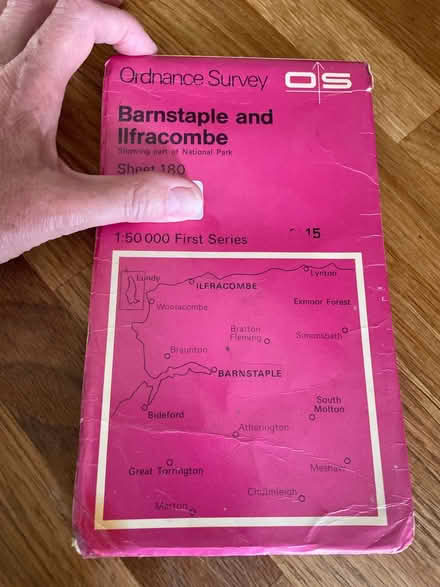 Ordnance Survey OS
Barnstaple and
Ilfracombe
Showing part of National Park
Sheet 180
1:50 000 First Series 15
Lundy
Lynton
ILFRACOMBE
Woolacombe
Exmoor Forest
Bratton
Fleming
Simonsbath
Braunton
BARNSTAPLE
South
Molton
Bideford
Atherington
Great Torrington
Meshaw
Chulmleigh
Merton